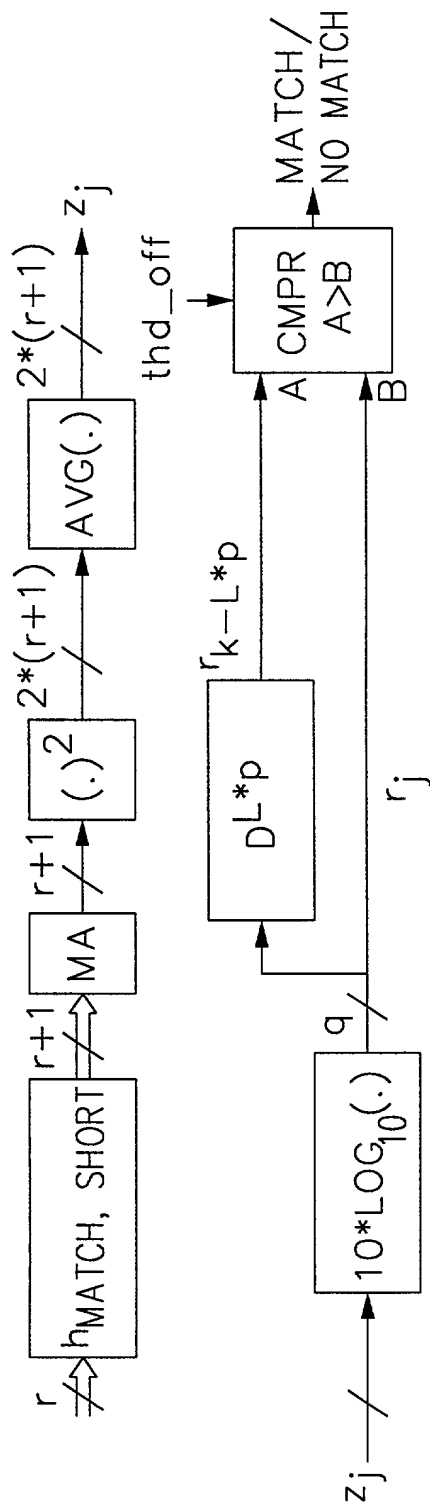 r
h_MATCH, SHORT
r+1
MA
r+1
(.)^2
2*(r+1)
AVG(.)
2*(r+1)
z_j
z_j
10*LOG_10(.)
q
D^L*p
r_k-L*p
r_j
thd_off
A
B
CMPR
A>B
MATCH/
NO MATCH